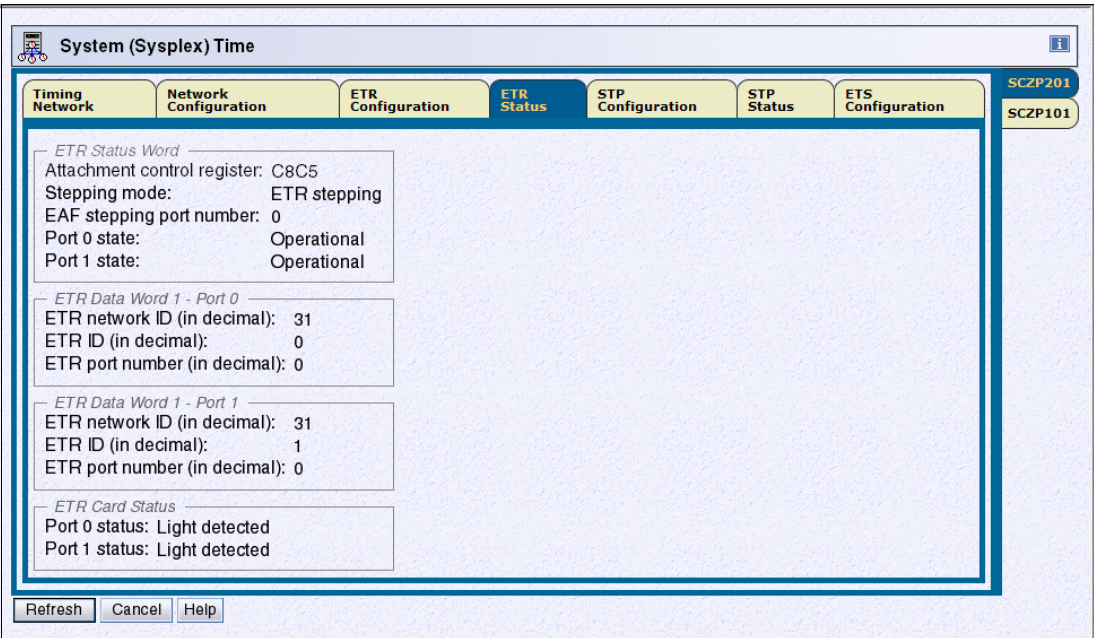 System (Sysplex) Time
i
Timing Network
Network Configuration
ETR Configuration
ETR Status
STP Configuration
STP Status
ETS Configuration
SCZP201
SCZP101
ETR Status Word
Attachment control register: C8C5
Stepping mode: ETR stepping
EAF stepping port number: 0
Port 0 state: Operational
Port 1 state: Operational
ETR Data Word 1 - Port 0
ETR network ID (in decimal): 31
ETR ID (in decimal): 0
ETR port number (in decimal): 0
ETR Data Word 1 - Port 1
ETR network ID (in decimal): 31
ETR ID (in decimal): 1
ETR port number (in decimal): 0
ETR Card Status
Port 0 status: Light detected
Port 1 status: Light detected
Refresh Cancel Help